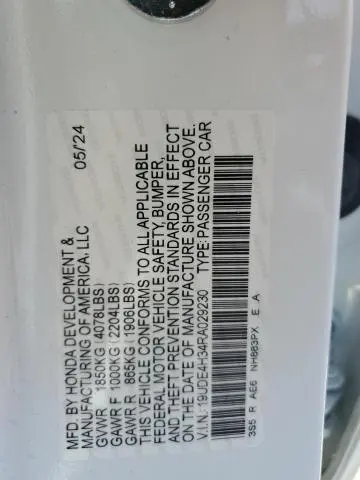 MFD. BY HONDA DEVELOPMENT &
MANUFACTURING OF AMERICA, LLC 05/24
GVWR 1850KG (4078LBS)
GAWR F 1000KG (2204LBS)
GAWR R 865KG (1906LBS)
THIS VEHICLE CONFORMS TO ALL APPLICABLE
FEDERAL MOTOR VEHICLE SAFETY, BUMPER,
AND THEFT PREVENTION STANDARDS IN EFFECT
ON THE DATE OF MANUFACTURE SHOWN ABOVE.
V.I.N.: 19UDE4H34RA029230 TYPE: PASSENGER CAR
3S5 R AE6 NH883PX E A